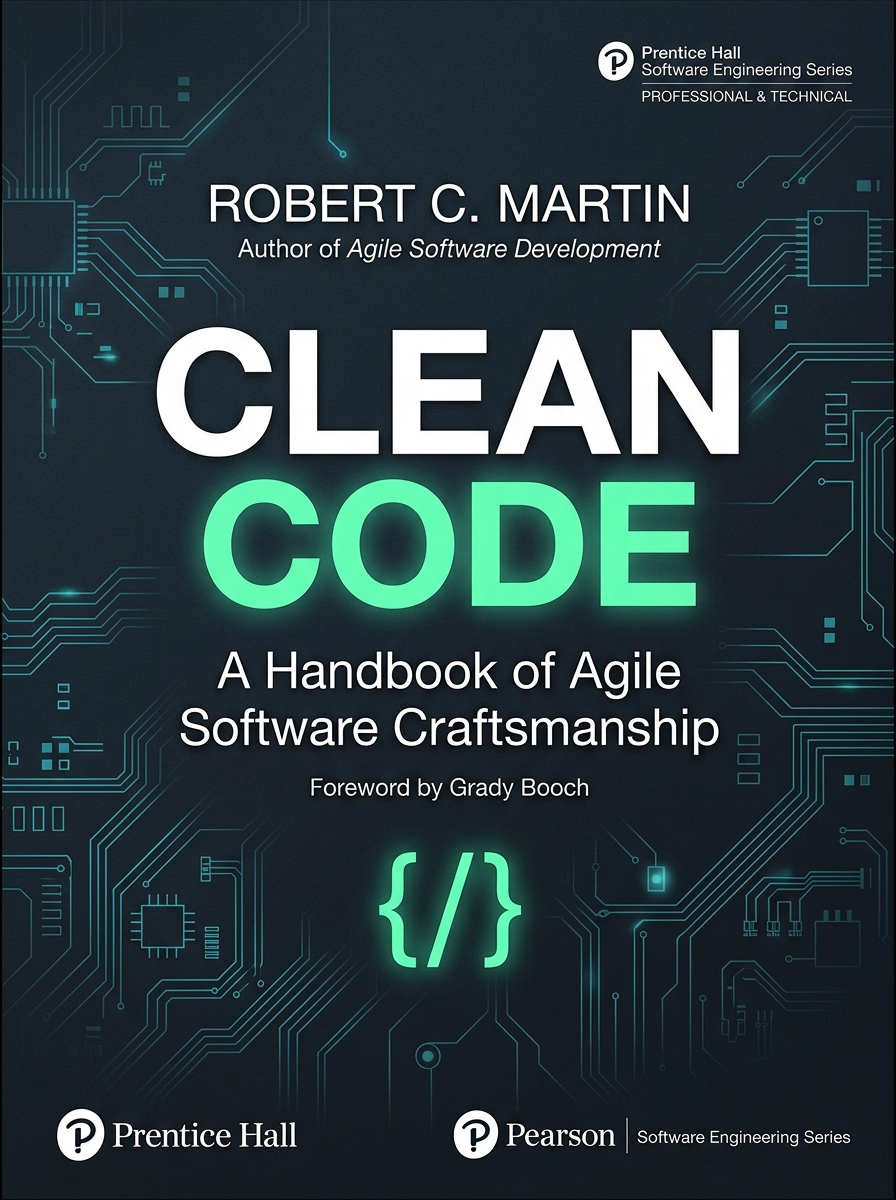 Prentice Hall
Software Engineering Series
PROFESSIONAL & TECHNICAL
ROBERT C. MARTIN
Author of Agile Software Development
CLEAN
CODE
A Handbook of Agile
Software Craftsmanship
Foreword by Grady Booch
{/}
Prentice Hall
Pearson
Software Engineering Series